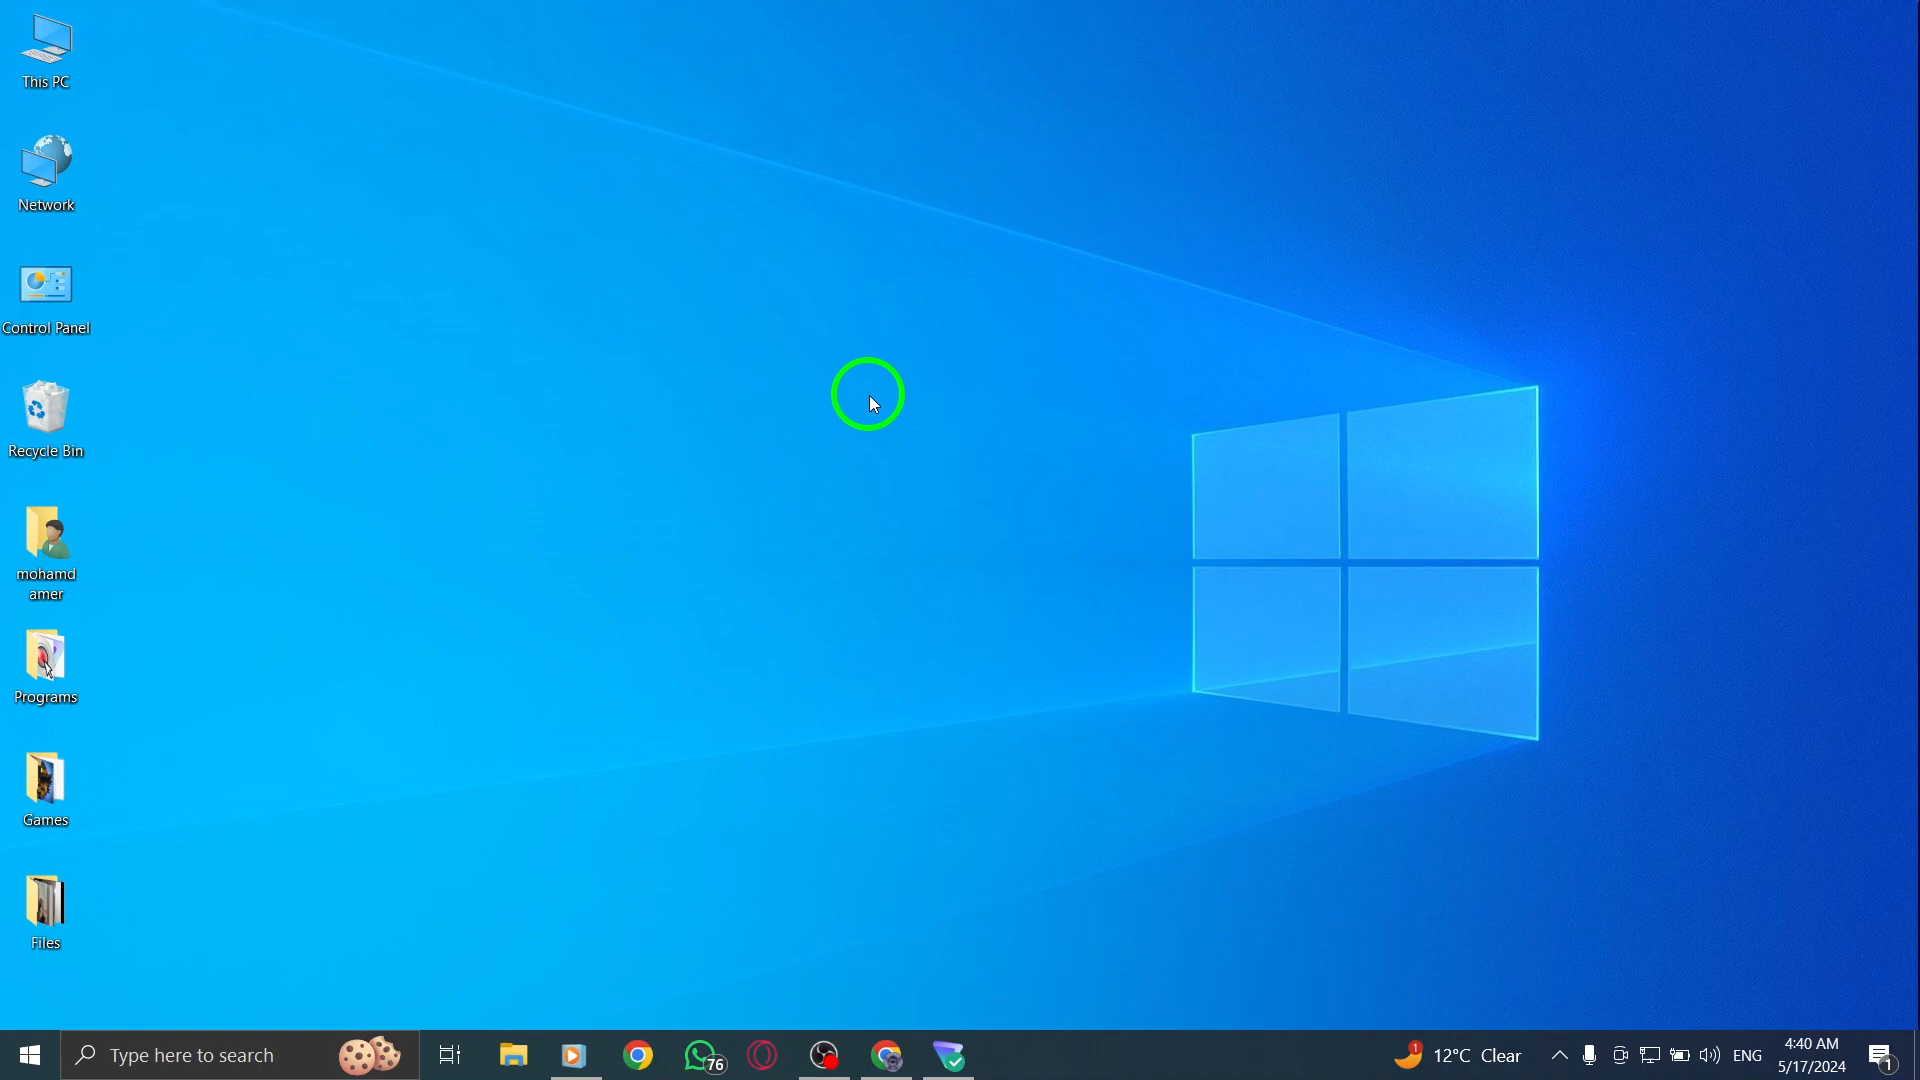 This PC
Network
Control Panel
Recycle Bin
mohamd
amer
Programs
Games
Files
Type here to search
76
1
12°C Clear
ENG
4:40 AM
5/17/2024
1